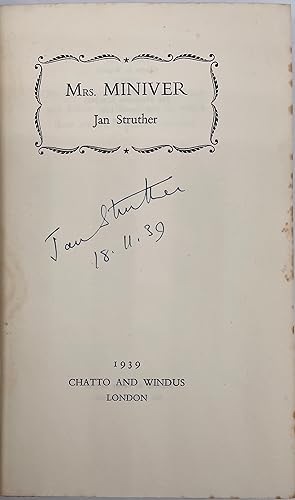 Mrs. MINIVER
Jan Struther
Jan Struther
18.11.39
1939
CHATTO AND WINDUS
LONDON